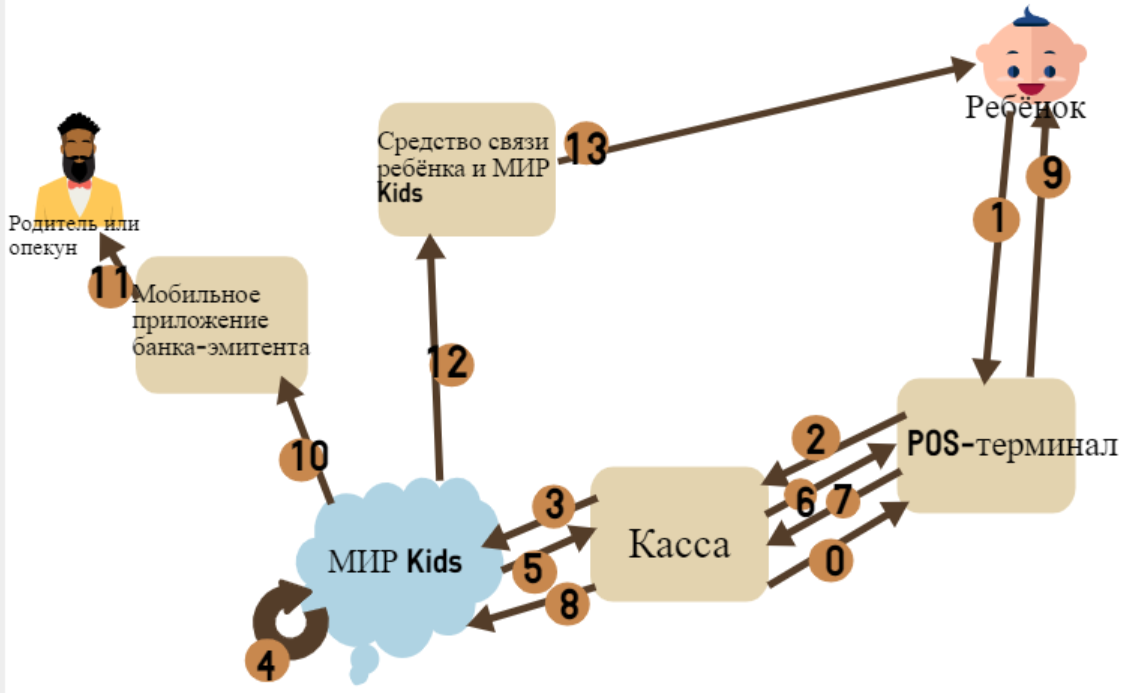 Ребёнок
Средство связи
ребёнка и МИР
Kids
13
9
1
Родитель или
опекун
11
Мобильное
приложение
банка-эмитента
12
10
2
POS-терминал
6
7
3
Касса
МИР Kids
5
0
8
4